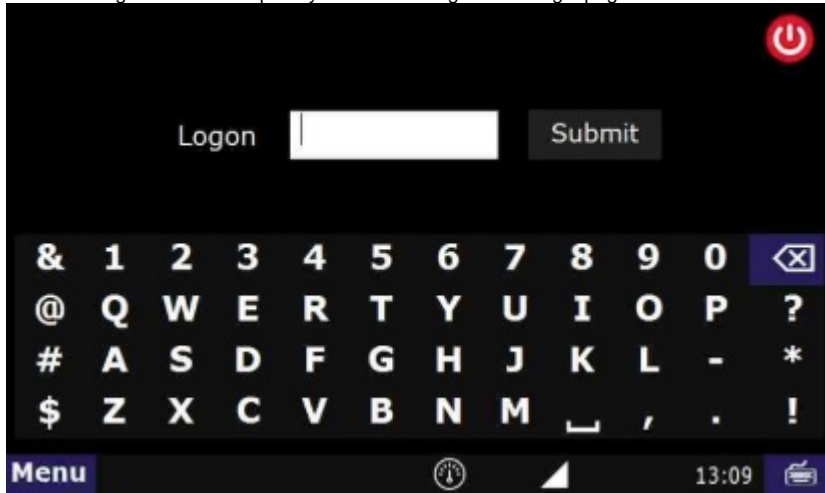 Logon Submit
& 1 2 3 4 5 6 7 8 9 0
@ Q W E R T Y U I O P ?
# A S D F G H J K L - *
$ Z X C V B N M , . !
Menu 13:09